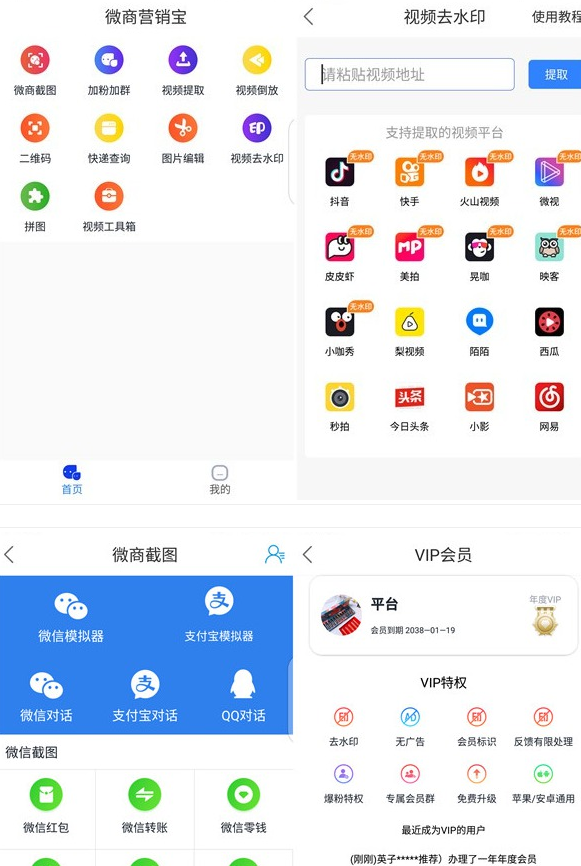 微商营销宝
微商截图 加粉加群 视频提取 视频倒放
二维码 快递查询 图片编辑 视频去水印
EP
拼图 视频工具箱
首页 我的
视频去水印 使用教程
请粘贴视频地址 提取
支持提取的视频平台
无水印 无水印 无水印 无水印
抖音 快手 火山视频 微视
无水印 无水印 无水印 无水印
MP
皮皮虾 美拍 晃咖 映客
无水印
小咖秀 梨视频 陌陌 西瓜
头条
秒拍 今日头条 小影 网易
微商截图
支
微信模拟器 支付宝模拟器
支
微信对话 支付宝对话 QQ对话
微信截图
微信红包 微信转账 微信零钱
VIP会员
平台 年度VIP
会员到期 2038-01-19
VIP特权
去水印 无广告 会员标识 反馈有限处理
爆粉特权 专属会员群 免费升级 苹果/安卓通用
最近成为VIP的用户
(刚刚)英子*****推荐）办理了一年年度会员